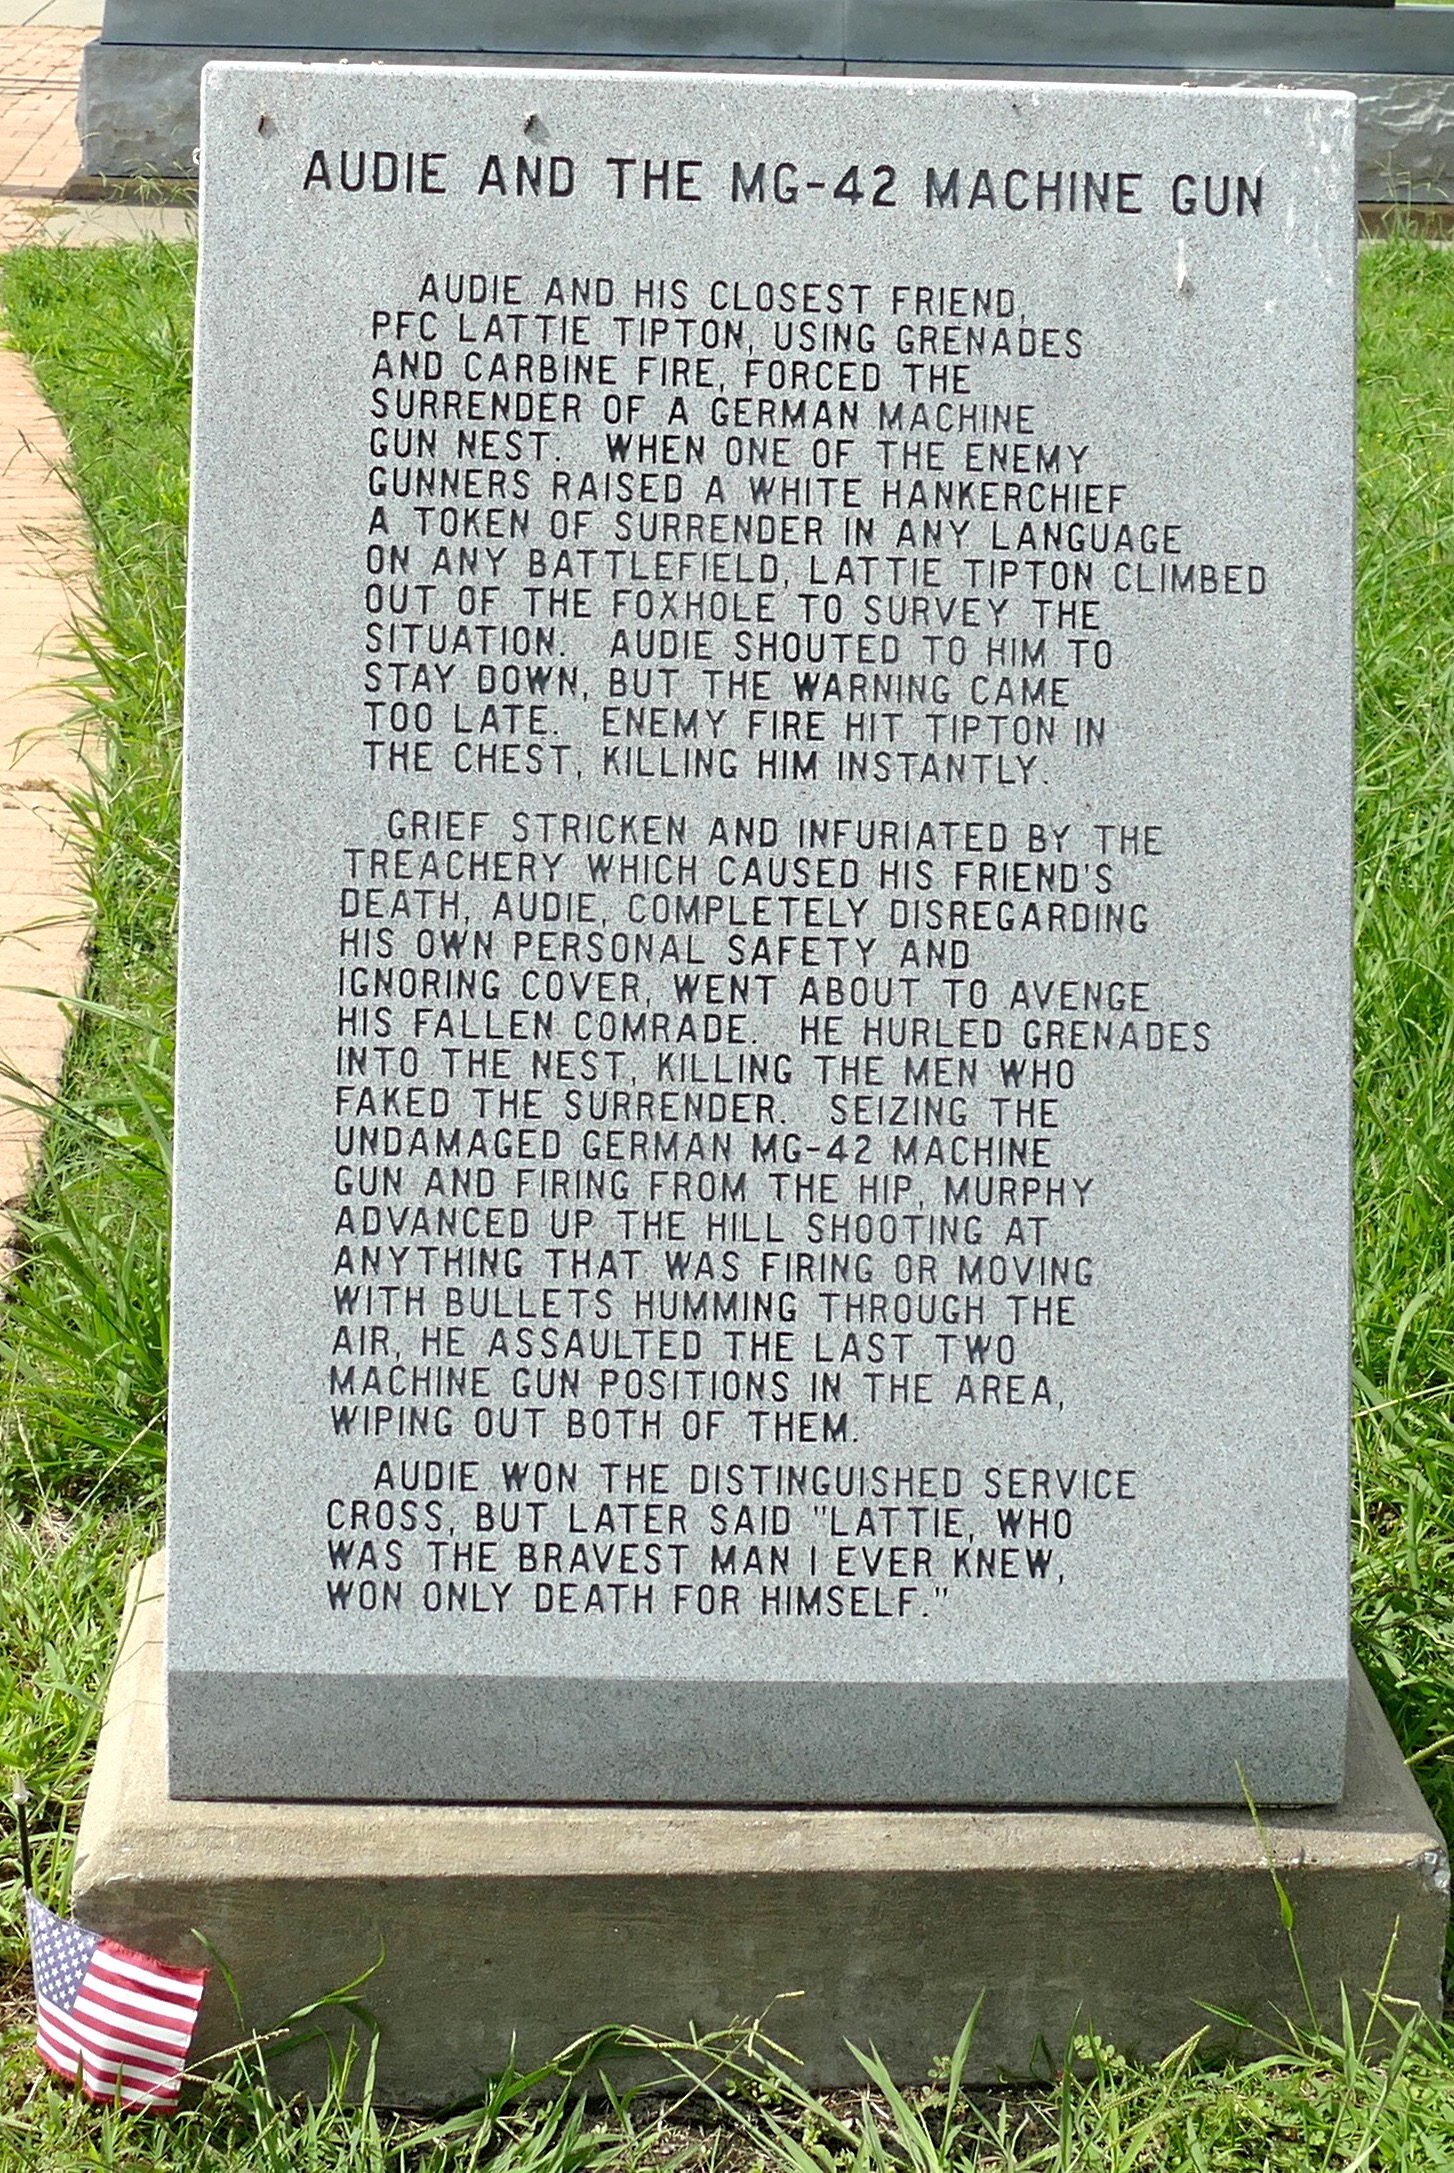 AUDIE AND THE MG-42 MACHINE GUN
AUDIE AND HIS CLOSEST FRIEND,
PFC LATTIE TIPTON, USING GRENADES
AND CARBINE FIRE, FORCED THE
SURRENDER OF A GERMAN MACHINE
GUN NEST. WHEN ONE OF THE ENEMY
GUNNERS RAISED A WHITE HANKERCHIEF
A TOKEN OF SURRENDER IN ANY LANGUAGE
ON ANY BATTLEFIELD, LATTIE TIPTON CLIMBED
OUT OF THE FOXHOLE TO SURVEY THE
SITUATION. AUDIE SHOUTED TO HIM TO
STAY DOWN, BUT THE WARNING CAME
TOO LATE. ENEMY FIRE HIT TIPTON IN
THE CHEST, KILLING HIM INSTANTLY.
GRIEF STRICKEN AND INFURIATED BY THE
TREACHERY WHICH CAUSED HIS FRIEND'S
DEATH, AUDIE, COMPLETELY DISREGARDING
HIS OWN PERSONAL SAFETY AND
IGNORING COVER, WENT ABOUT TO AVENGE
HIS FALLEN COMRADE. HE HURLED GRENADES
INTO THE NEST, KILLING THE MEN WHO
FAKED THE SURRENDER. SEIZING THE
UNDAMAGED GERMAN MG-42 MACHINE
GUN AND FIRING FROM THE HIP, MURPHY
ADVANCED UP THE HILL SHOOTING AT
ANYTHING THAT WAS FIRING OR MOVING
WITH BULLETS HUMMING THROUGH THE
AIR, HE ASSAULTED THE LAST TWO
MACHINE GUN POSITIONS IN THE AREA,
WIPING OUT BOTH OF THEM.
AUDIE WON THE DISTINGUISHED SERVICE
CROSS, BUT LATER SAID "LATTIE, WHO
WAS THE BRAVEST MAN I EVER KNEW,
WON ONLY DEATH FOR HIMSELF."